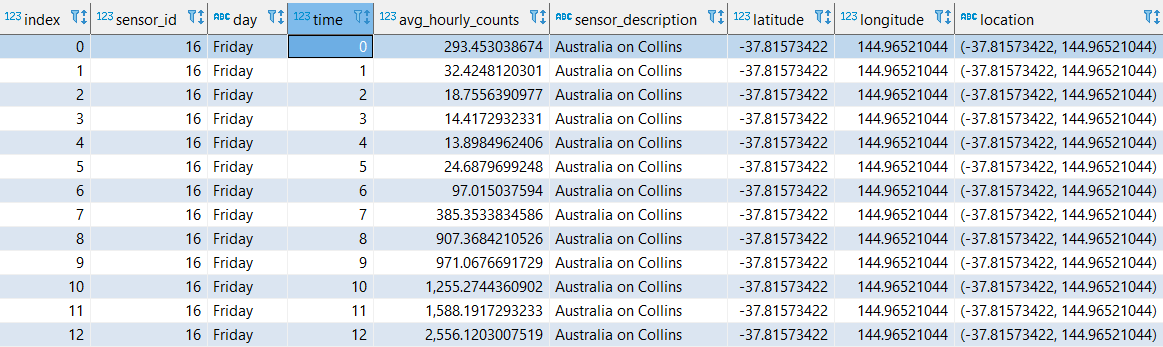 123 index 123 sensor_id ABC day 123 time 123 avg_hourly_counts ABC sensor_description 123 latitude 123 longitude ABC location
0 16 Friday 0 293.453038674 Australia on Collins -37.81573422 144.96521044 (-37.81573422, 144.96521044)
1 16 Friday 1 32.4248120301 Australia on Collins -37.81573422 144.96521044 (-37.81573422, 144.96521044)
2 16 Friday 2 18.7556390977 Australia on Collins -37.81573422 144.96521044 (-37.81573422, 144.96521044)
3 16 Friday 3 14.4172932331 Australia on Collins -37.81573422 144.96521044 (-37.81573422, 144.96521044)
4 16 Friday 4 13.8984962406 Australia on Collins -37.81573422 144.96521044 (-37.81573422, 144.96521044)
5 16 Friday 5 24.6879699248 Australia on Collins -37.81573422 144.96521044 (-37.81573422, 144.96521044)
6 16 Friday 6 97.015037594 Australia on Collins -37.81573422 144.96521044 (-37.81573422, 144.96521044)
7 16 Friday 7 385.3533834586 Australia on Collins -37.81573422 144.96521044 (-37.81573422, 144.96521044)
8 16 Friday 8 907.3684210526 Australia on Collins -37.81573422 144.96521044 (-37.81573422, 144.96521044)
9 16 Friday 9 971.0676691729 Australia on Collins -37.81573422 144.96521044 (-37.81573422, 144.96521044)
10 16 Friday 10 1,255.2744360902 Australia on Collins -37.81573422 144.96521044 (-37.81573422, 144.96521044)
11 16 Friday 11 1,588.1917293233 Australia on Collins -37.81573422 144.96521044 (-37.81573422, 144.96521044)
12 16 Friday 12 2,556.1203007519 Australia on Collins -37.81573422 144.96521044 (-37.81573422, 144.96521044)